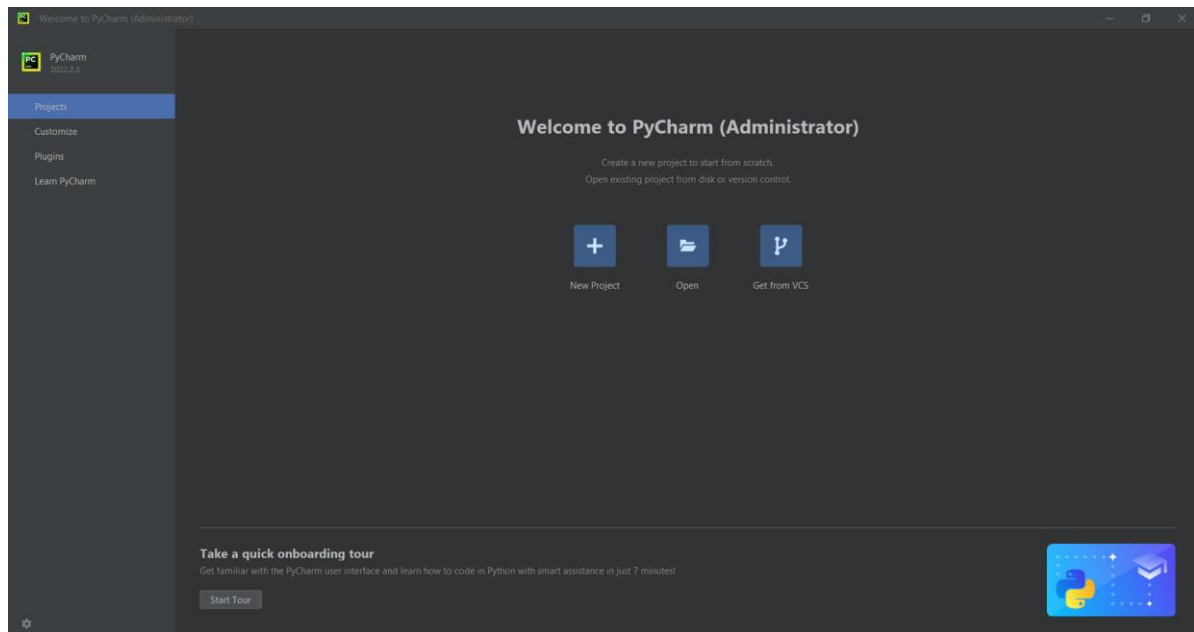 Welcome to PyCharm (Administrator)
PC
PyCharm
2022.2.3
Projects
Customize
Plugins
Learn PyCharm
Welcome to PyCharm (Administrator)
Create a new project to start from scratch.
Open existing project from disk or version control.
New Project
Open
Get from VCS
Take a quick onboarding tour
Get familiar with the PyCharm user interface and learn how to code in Python with smart assistance in just 7 minutes!
Start Tour